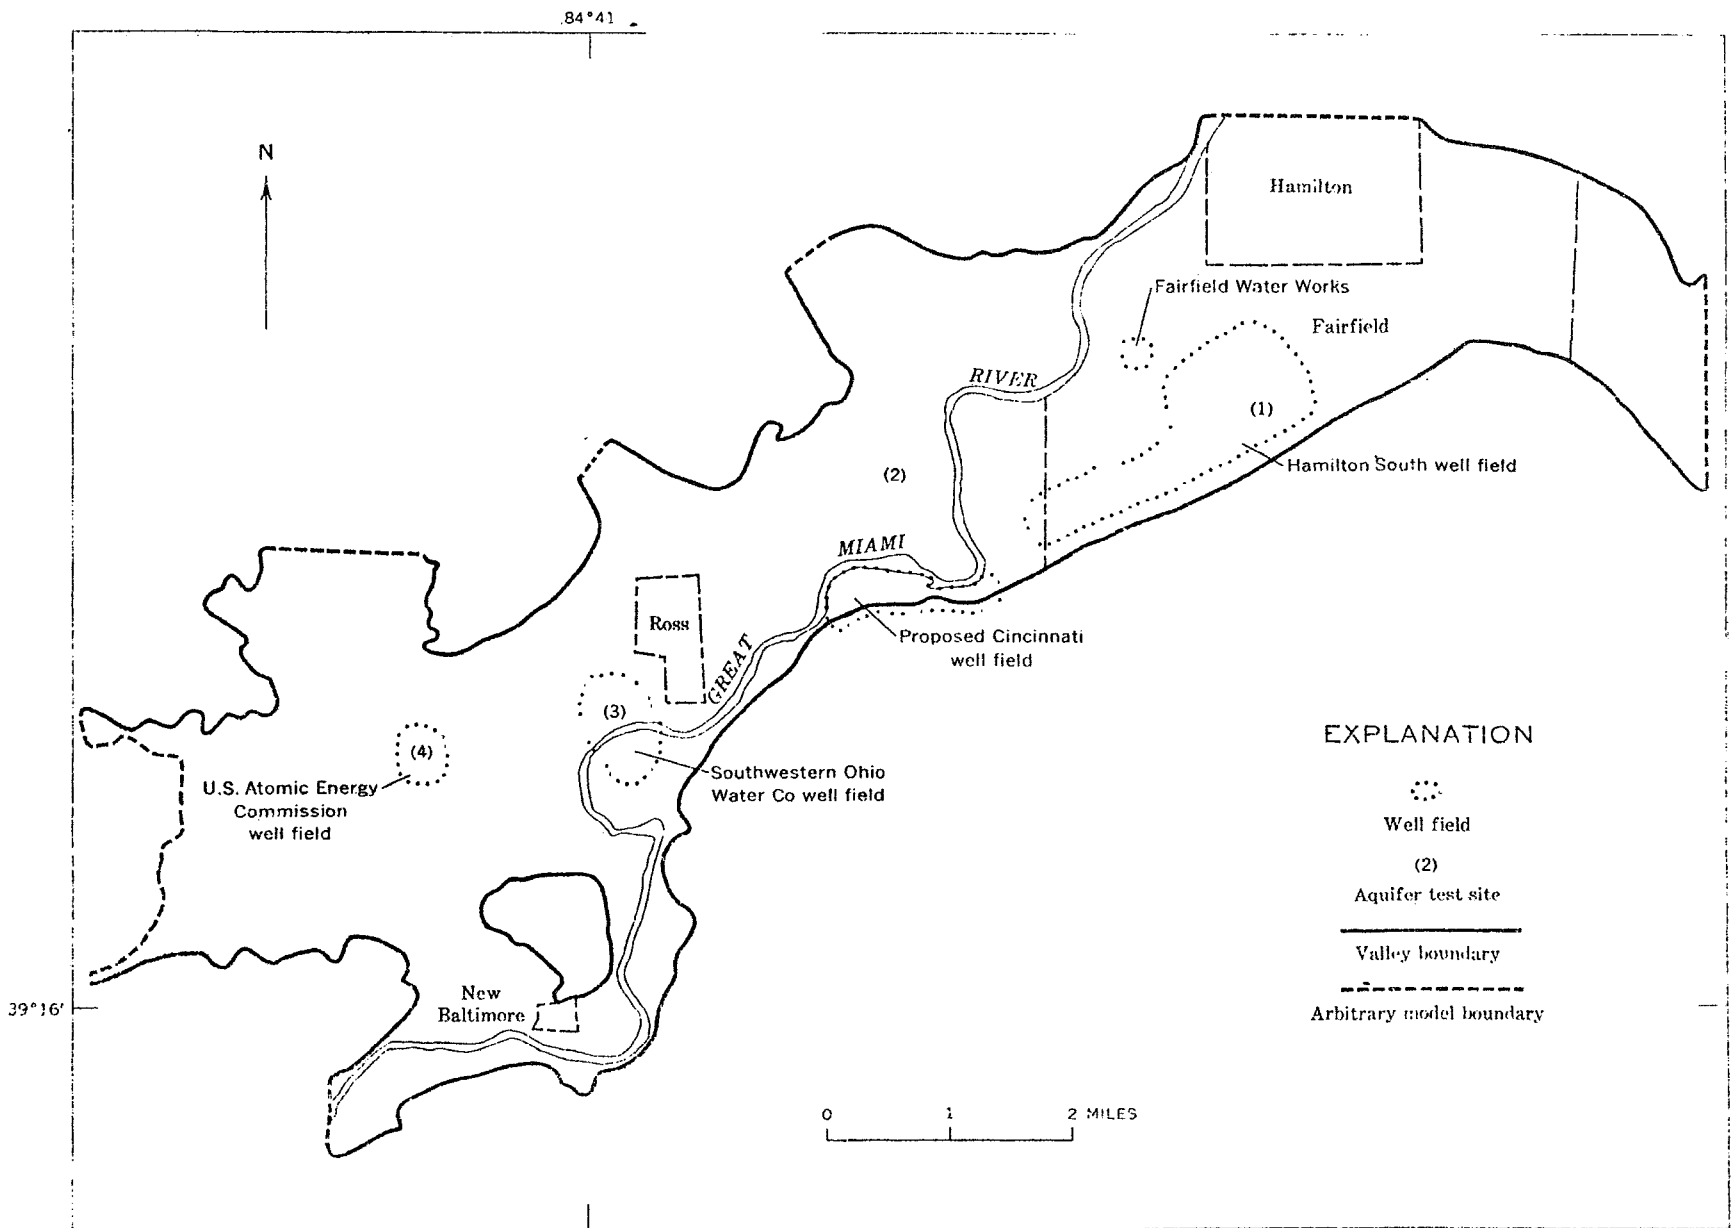 84°41
N
Hamilton
Fairfield Water Works
Fairfield
RIVER
(1)
Hamilton South well field
(2)
MIAMI
Ross
GREAT
Proposed Cincinnati
well field
(3)
(4)
U.S. Atomic Energy
Commission
well field
Southwestern Ohio
Water Co well field
EXPLANATION
Well field
(2)
Aquifer test site
Valley boundary
Arbitrary model boundary
New
Baltimore
39°16'
0 1 2 MILES